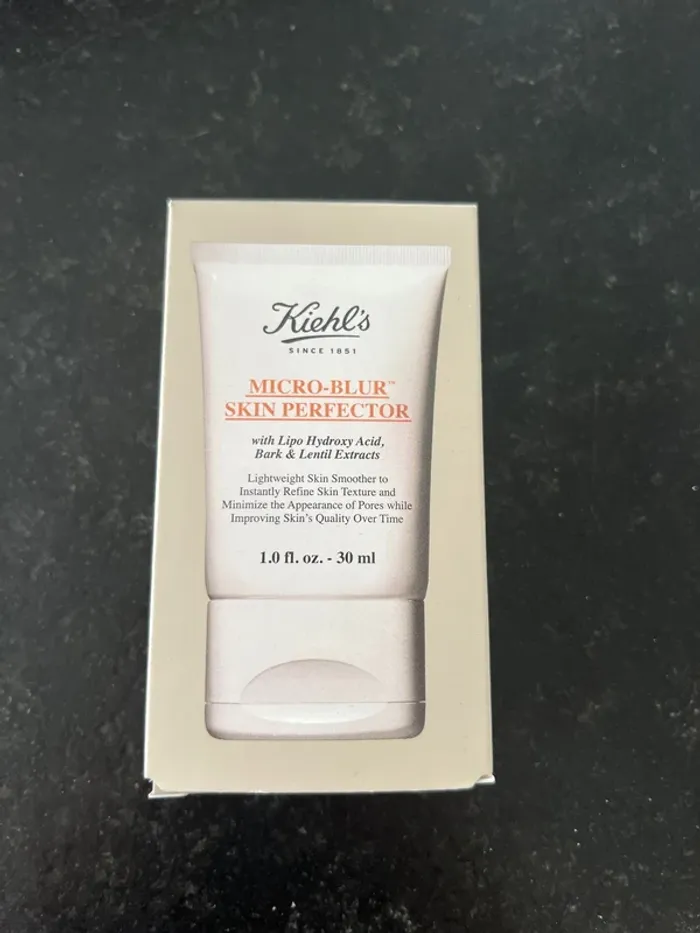 Kiehl's
SINCE 1851
MICRO-BLUR™
SKIN PERFECTOR
with Lipo Hydroxy Acid,
Bark & Lentil Extracts
Lightweight Skin Smoother to
Instantly Refine Skin Texture and
Minimize the Appearance of Pores while
Improving Skin's Quality Over Time
1.0 fl. oz. - 30 ml